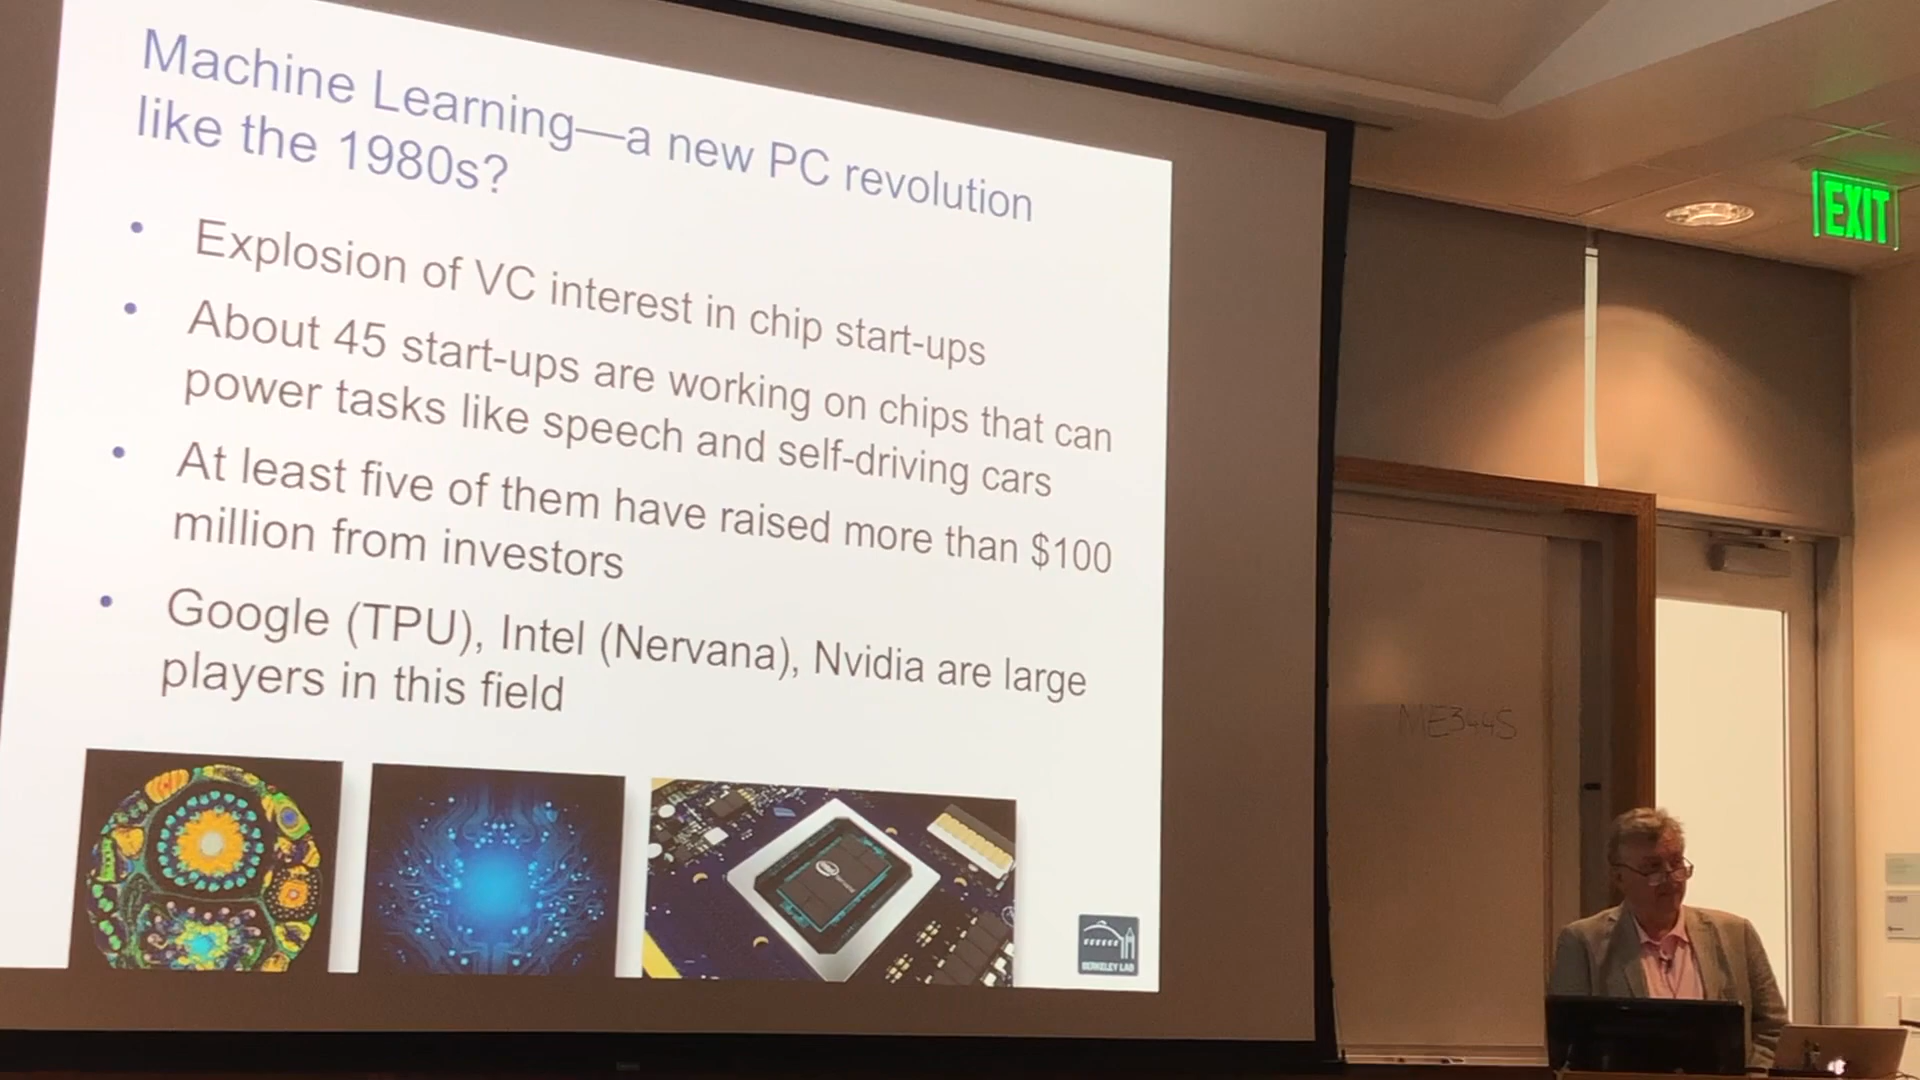 Machine Learning—a new PC revolution
like the 1980s?
• Explosion of VC interest in chip start-ups
• About 45 start-ups are working on chips that can
power tasks like speech and self-driving cars
• At least five of them have raised more than $100
million from investors
• Google (TPU), Intel (Nervana), Nvidia are large
players in this field
BERKELEY LAB
EXIT
ME344S